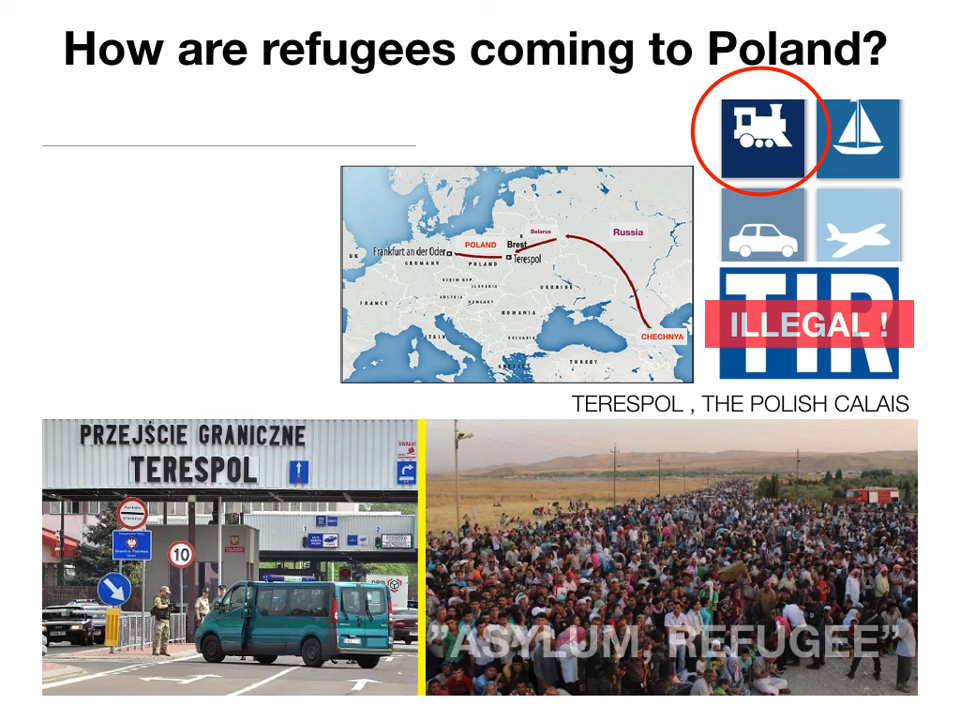 How are refugees coming to Poland?
UK
Frankfurt an der Oder
GERMANY
POLAND
POLAND
Belarus
Brest
Terespol
Russia
CZECH REP.
SLOVAKIA
UKRAINE
AUSTRIA
HUNGARY
FRANCE
ROMANIA
ITALY
BULGARIA
CHECHNYA
GREECE
TURKEY
TIR
ILLEGAL !
TERESPOL , THE POLISH CALAIS
PRZEJŚCIE GRANICZNE
TERESPOL
UWAGA!
10
"ASYLUM, REFUGEE"